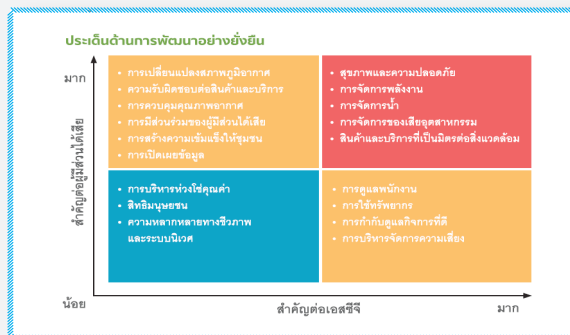 ประเด็นด้านการพัฒนาอย่างยั่งยืน
มาก
สำคัญต่อผู้มีส่วนได้เสีย
น้อย
• การเปลี่ยนแปลงสภาพภูมิอากาศ
• ความรับผิดชอบต่อสินค้าและบริการ
• การควบคุมคุณภาพอากาศ
• การมีส่วนร่วมของผู้มีส่วนได้เสีย
• การสร้างความเข้มแข็งให้ชุมชน
• การเปิดเผยข้อมูล
• สุขภาพและความปลอดภัย
• การจัดการพลังงาน
• การจัดการน้ำ
• การจัดการของเสียอุตสาหกรรม
• สินค้าและบริการที่เป็นมิตรต่อสิ่งแวดล้อม
• การบริหารห่วงโซ่คุณค่า
• สิทธิมนุษยชน
• ความหลากหลายทางชีวภาพ
และระบบนิเวศ
• การดูแลพนักงาน
• การใช้ทรัพยากร
• การกำกับดูแลกิจการที่ดี
• การบริหารจัดการความเสี่ยง
สำคัญต่อเอสซีจี
มาก